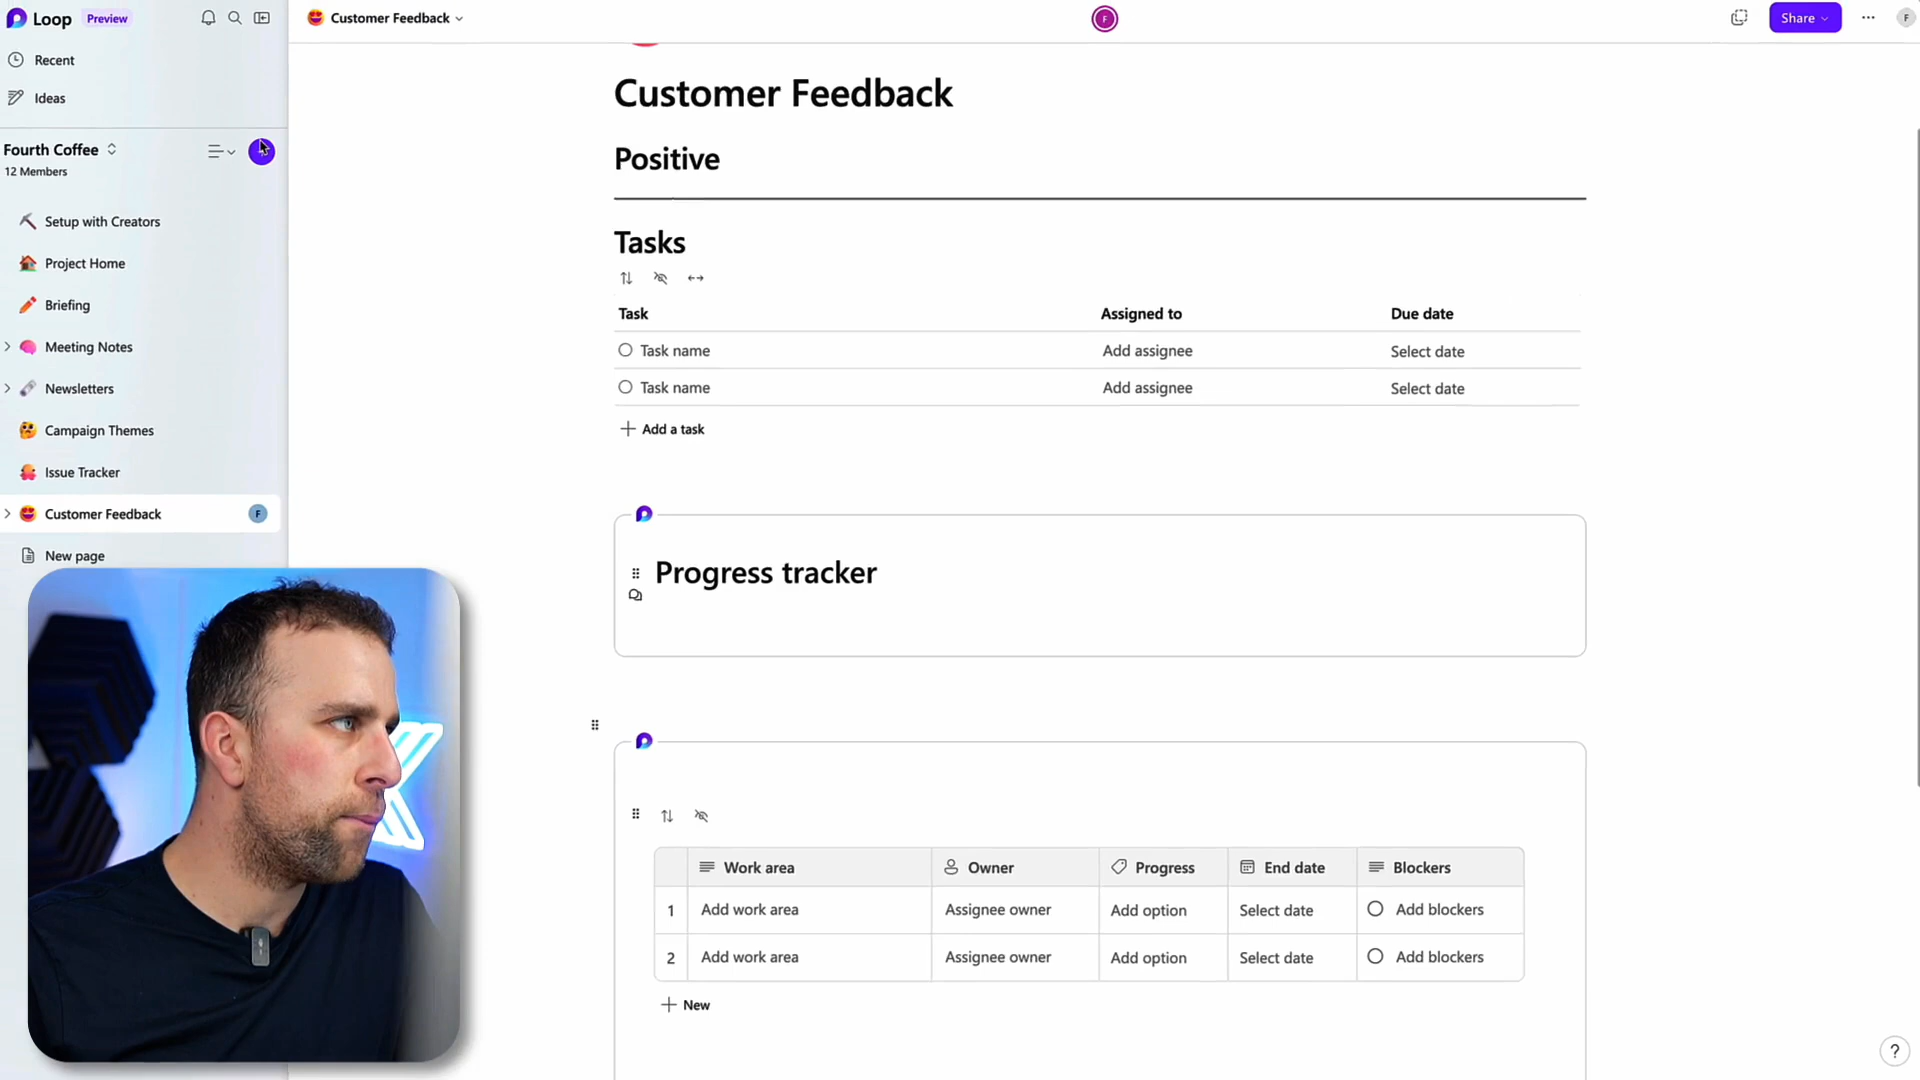 Loop Preview
Customer Feedback
F
Share
F
Recent
Ideas
Fourth Coffee
12 Members
Setup with Creators
Project Home
Briefing
Meeting Notes
Newsletters
Campaign Themes
Issue Tracker
Customer Feedback F
New page
Customer Feedback
Positive
Tasks
Task Assigned to Due date
Task name Add assignee Select date
Task name Add assignee Select date
Add a task
Progress tracker
Work area Owner Progress End date Blockers
1 Add work area Assignee owner Add option Select date Add blockers
2 Add work area Assignee owner Add option Select date Add blockers
New
?